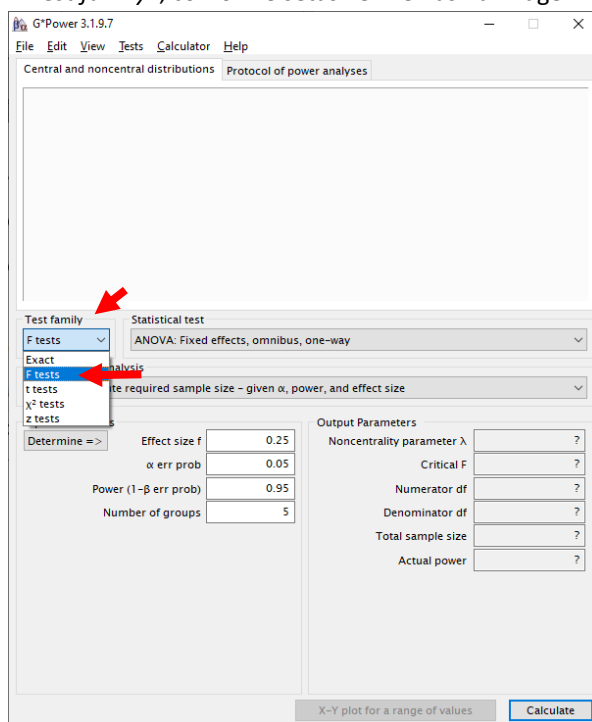 G*Power 3.1.9.7
File Edit View Tests Calculator Help
Central and noncentral distributions Protocol of power analyses
Test family Statistical test
F tests ANOVA: Fixed effects, omnibus, one-way
Exact
F tests
t tests
χ² tests
z tests
required sample size – given α, power, and effect size
Determine => Effect size f 0.25
α err prob 0.05
Power (1-β err prob) 0.95
Number of groups 5
Output Parameters
Noncentrality parameter λ ?
Critical F ?
Numerator df ?
Denominator df ?
Total sample size ?
Actual power ?
X-Y plot for a range of values Calculate